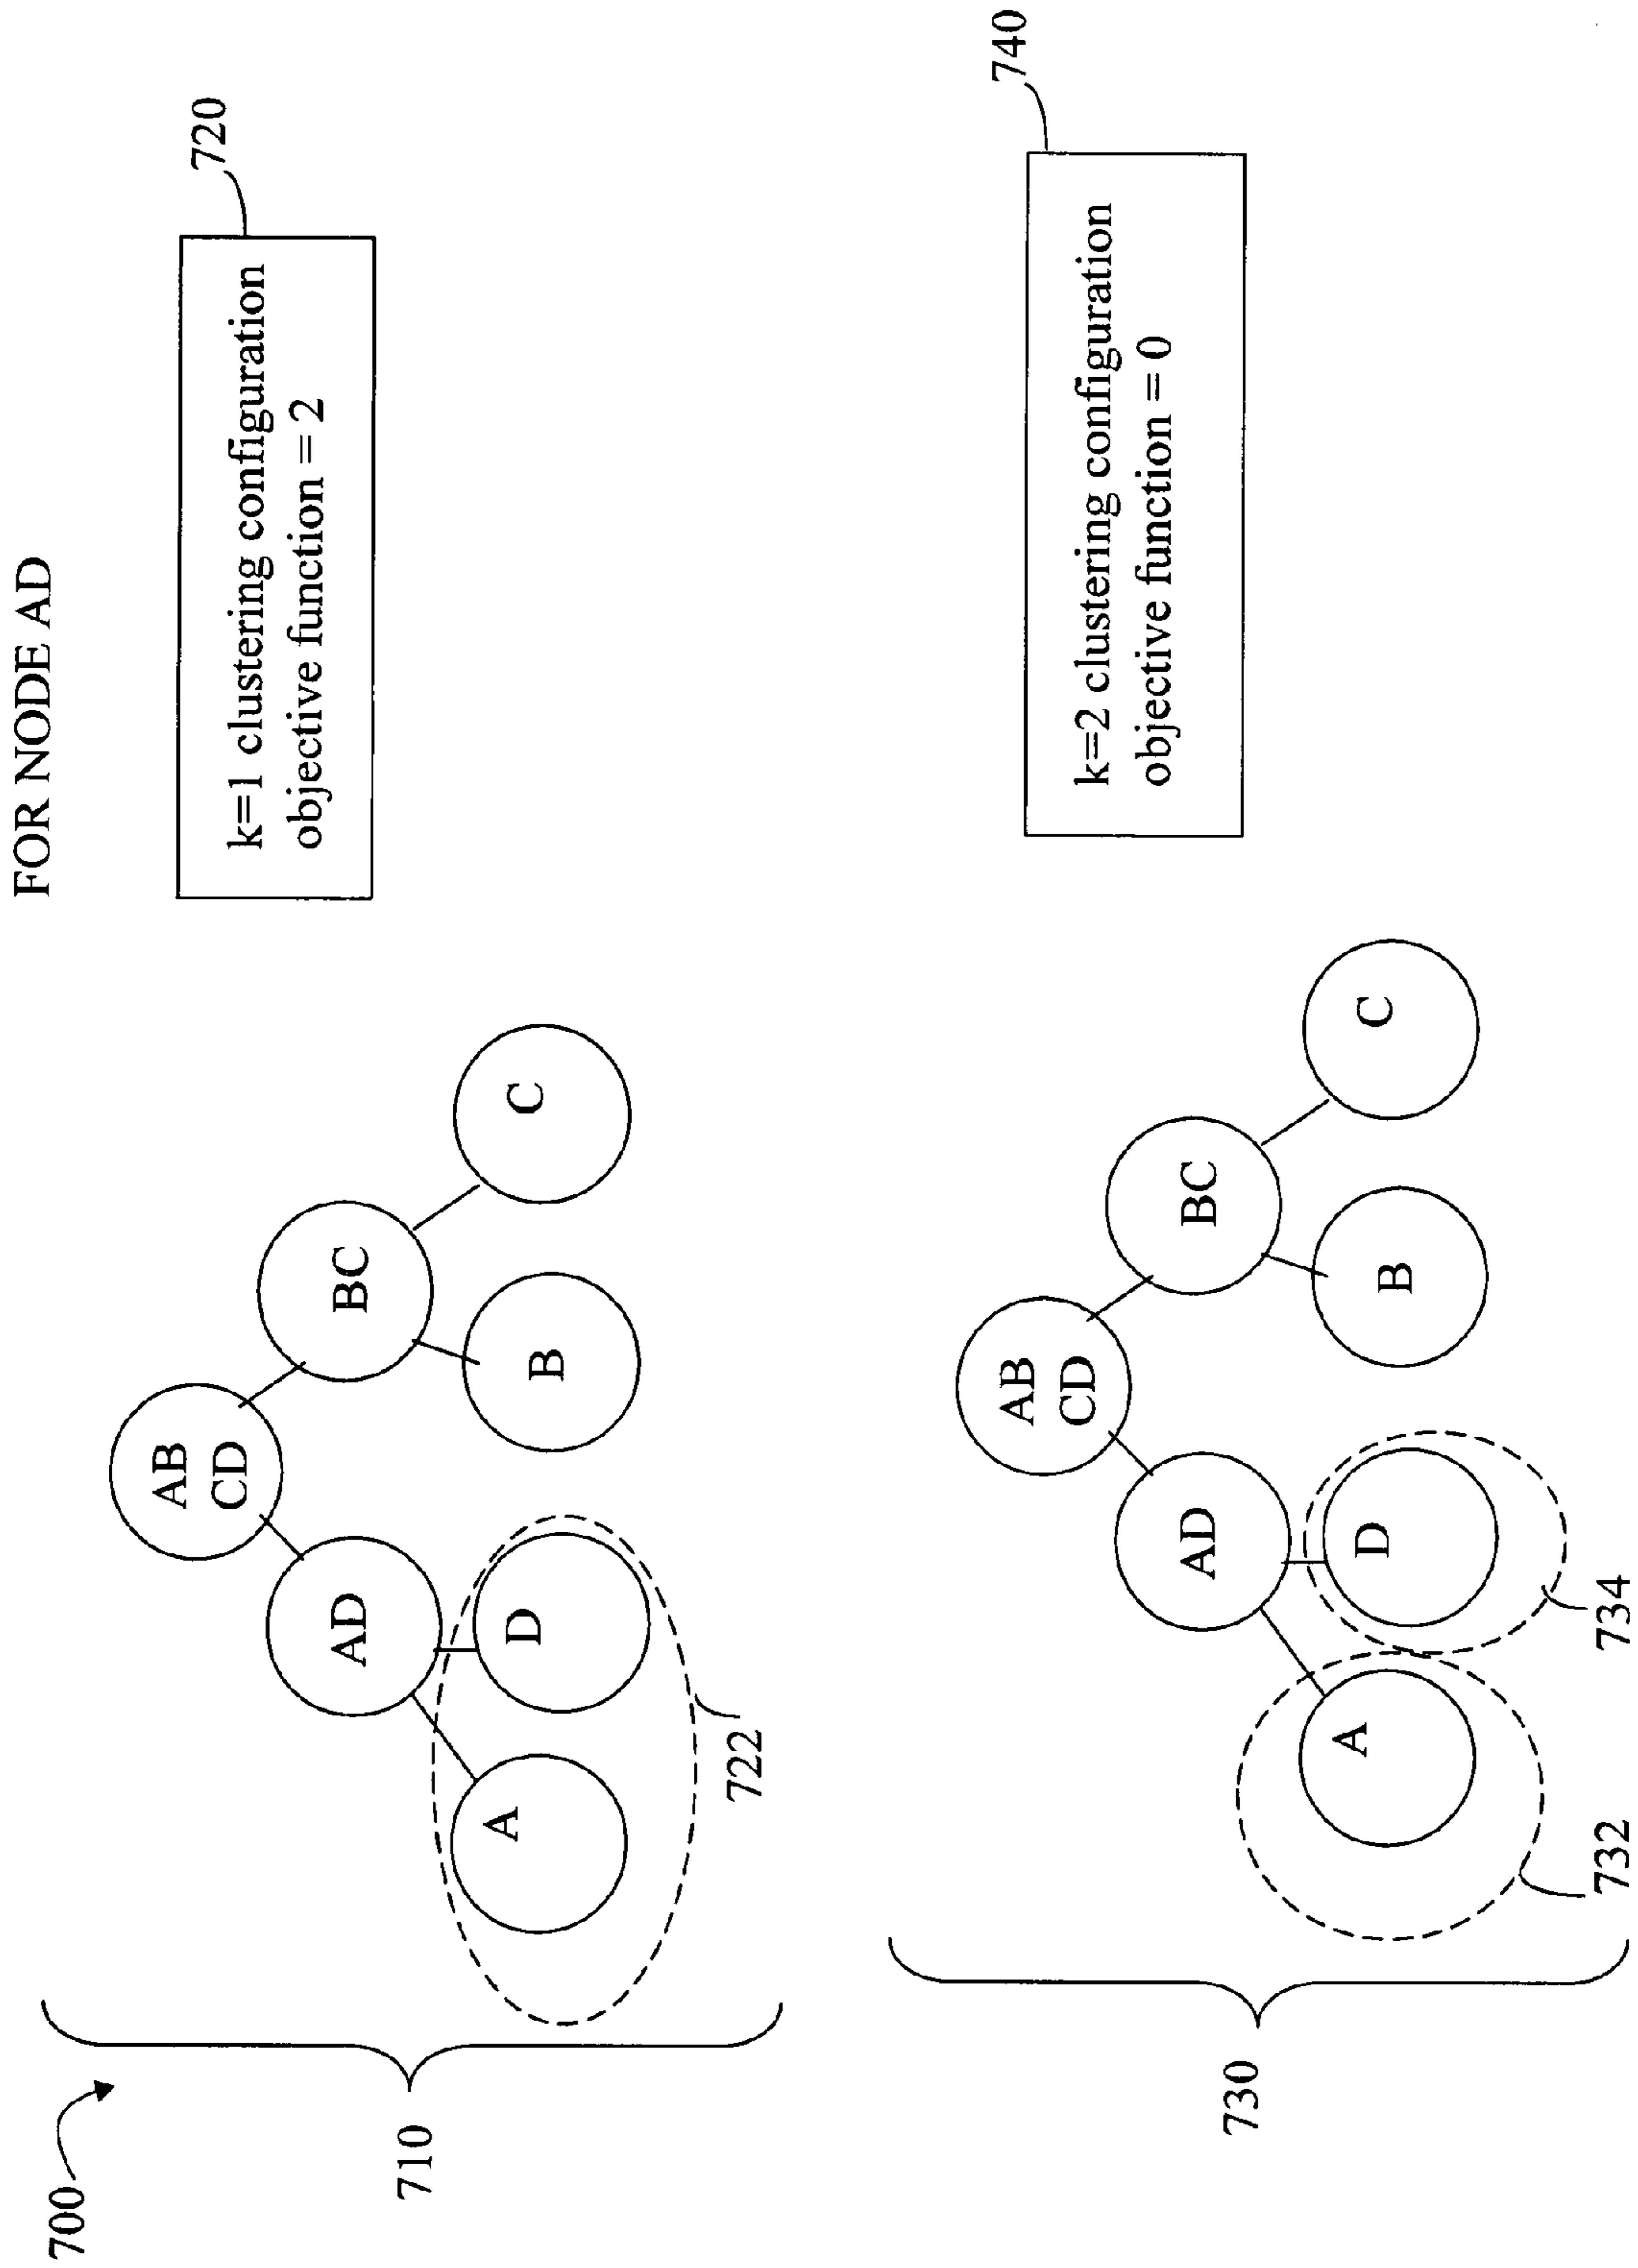 700
FOR NODE AD
710
AB
CD
AD
BC
A
D
B
C
722
720
k=1 clustering configuration
objective function = 2
730
AB
CD
AD
BC
A
D
B
C
732
734
740
k=2 clustering configuration
objective function = 0